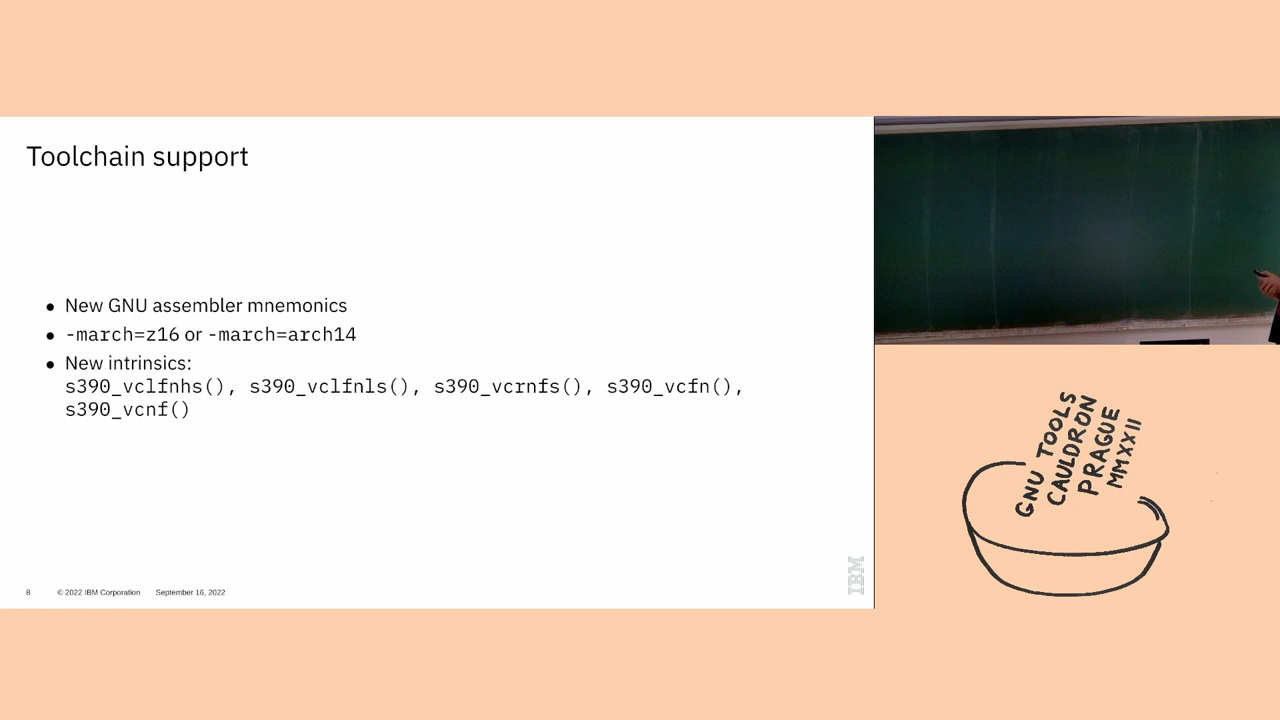 Toolchain support
● New GNU assembler mnemonics
● -march=z16 or -march=arch14
● New intrinsics:
s390_vclfnhs(), s390_vclfnls(), s390_vcrnfs(), s390_vcfn(),
s390_vcnf()
8 © 2022 IBM Corporation September 16, 2022
IBM
GNU TOOLS
CAULDRON
PRAGUE
MMXXII